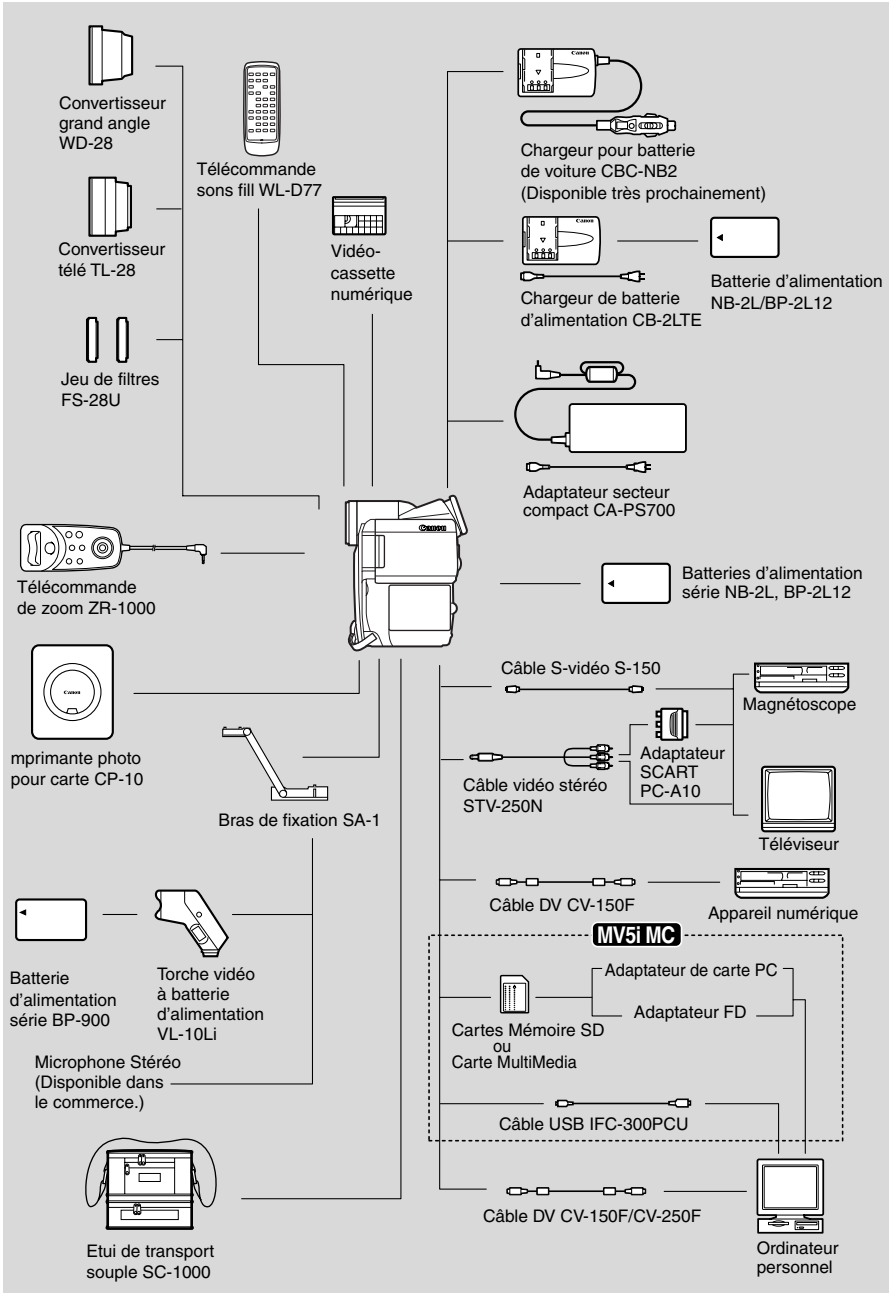 Convertisseur
grand angle
WD-28
Télécommande
sons fill WL-D77
Convertisseur
télé TL-28
Vidéo-
cassette
numérique
Jeu de filtres
FS-28U
Canon
Chargeur pour batterie
de voiture CBC-NB2
(Disponible très prochainement)
Canon
Chargeur de batterie
d'alimentation CB-2LTE
Batterie d'alimentation
NB-2L/BP-2L12
Adaptateur secteur
compact CA-PS700
Canon
Télécommande
de zoom ZR-1000
Batteries d'alimentation
série NB-2L, BP-2L12
Canon
mprimante photo
pour carte CP-10
Bras de fixation SA-1
Câble S-vidéo S-150
Magnétoscope
Câble vidéo stéréo
STV-250N
Adaptateur
SCART
PC-A10
Téléviseur
Câble DV CV-150F
Appareil numérique
Batterie
d'alimentation
série BP-900
Torche vidéo
à batterie
d'alimentation
VL-10Li
Microphone Stéréo
(Disponible dans
le commerce.)
MV5i MC
Adaptateur de carte PC
Adaptateur FD
Cartes Mémoire SD
ou
Carte MultiMedia
Câble USB IFC-300PCU
Câble DV CV-150F/CV-250F
Ordinateur
personnel
Etui de transport
souple SC-1000